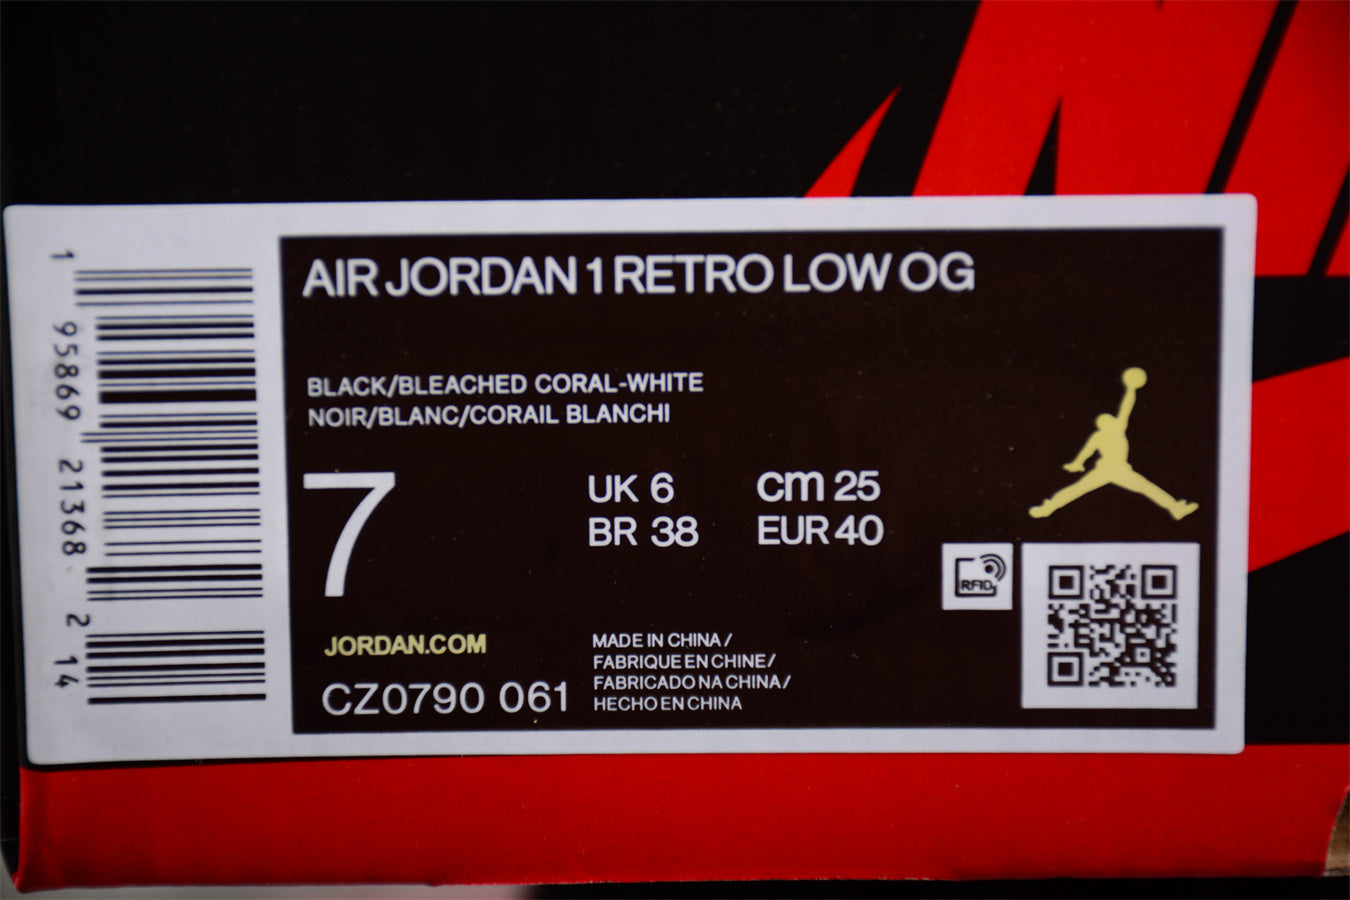 AIR JORDAN 1 RETRO LOW OG
BLACK/BLEACHED CORAL-WHITE
NOIR/BLANC/CORAIL BLANCHI
7
UK 6
cm 25
BR 38
EUR 40
RFID
JORDAN.COM
CZ0790 061
MADE IN CHINA /
FABRIQUE EN CHINE/
FABRICADO NA CHINA/
HECHO EN CHINA
1 95869 21368 2 14